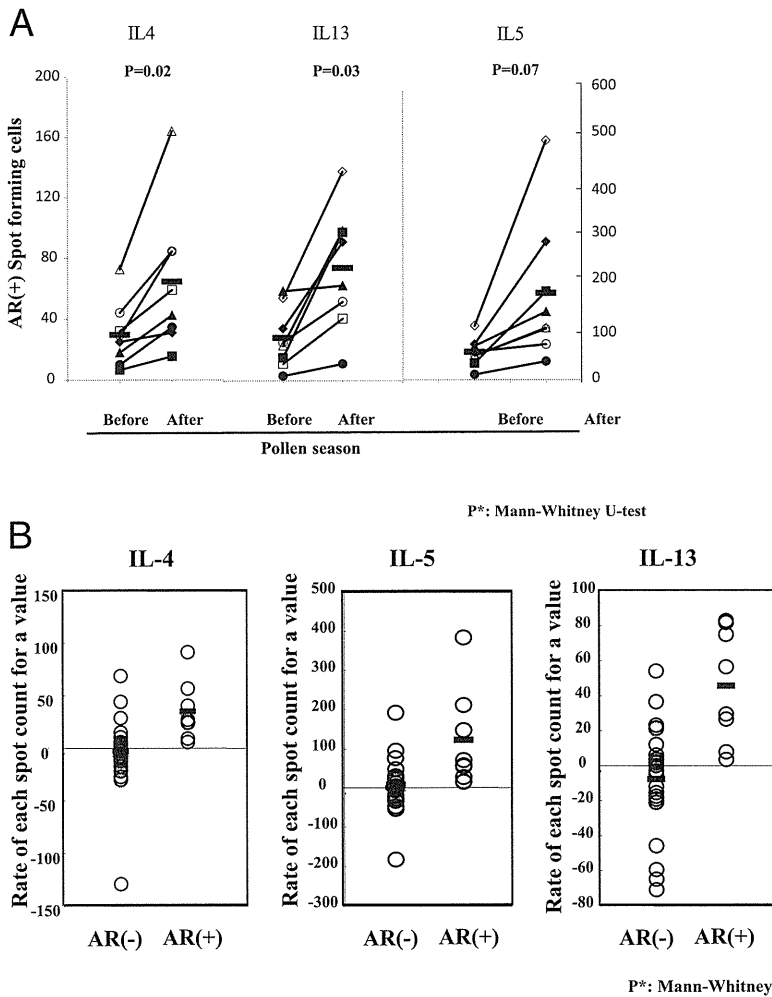 A
IL4 IL13 IL5
P=0.02 P=0.03 P=0.07
AR(+) Spot forming cells
200
160
120
80
40
0
600
500
400
300
200
100
0
Before After Before After Before After
Pollen season
P*: Mann-Whitney U-test
B
IL-4 IL-5 IL-13
Rate of each spot count for a value
150
100
50
0
-50
-100
-150
AR(-) AR(+)
Rate of each spot count for a value
500
400
300
200
100
0
-100
-200
-300
AR(-) AR(+)
Rate of each spot count for a value
100
80
60
40
20
0
-20
-40
-60
-80
AR(-) AR(+)
P*: Mann-Whitney